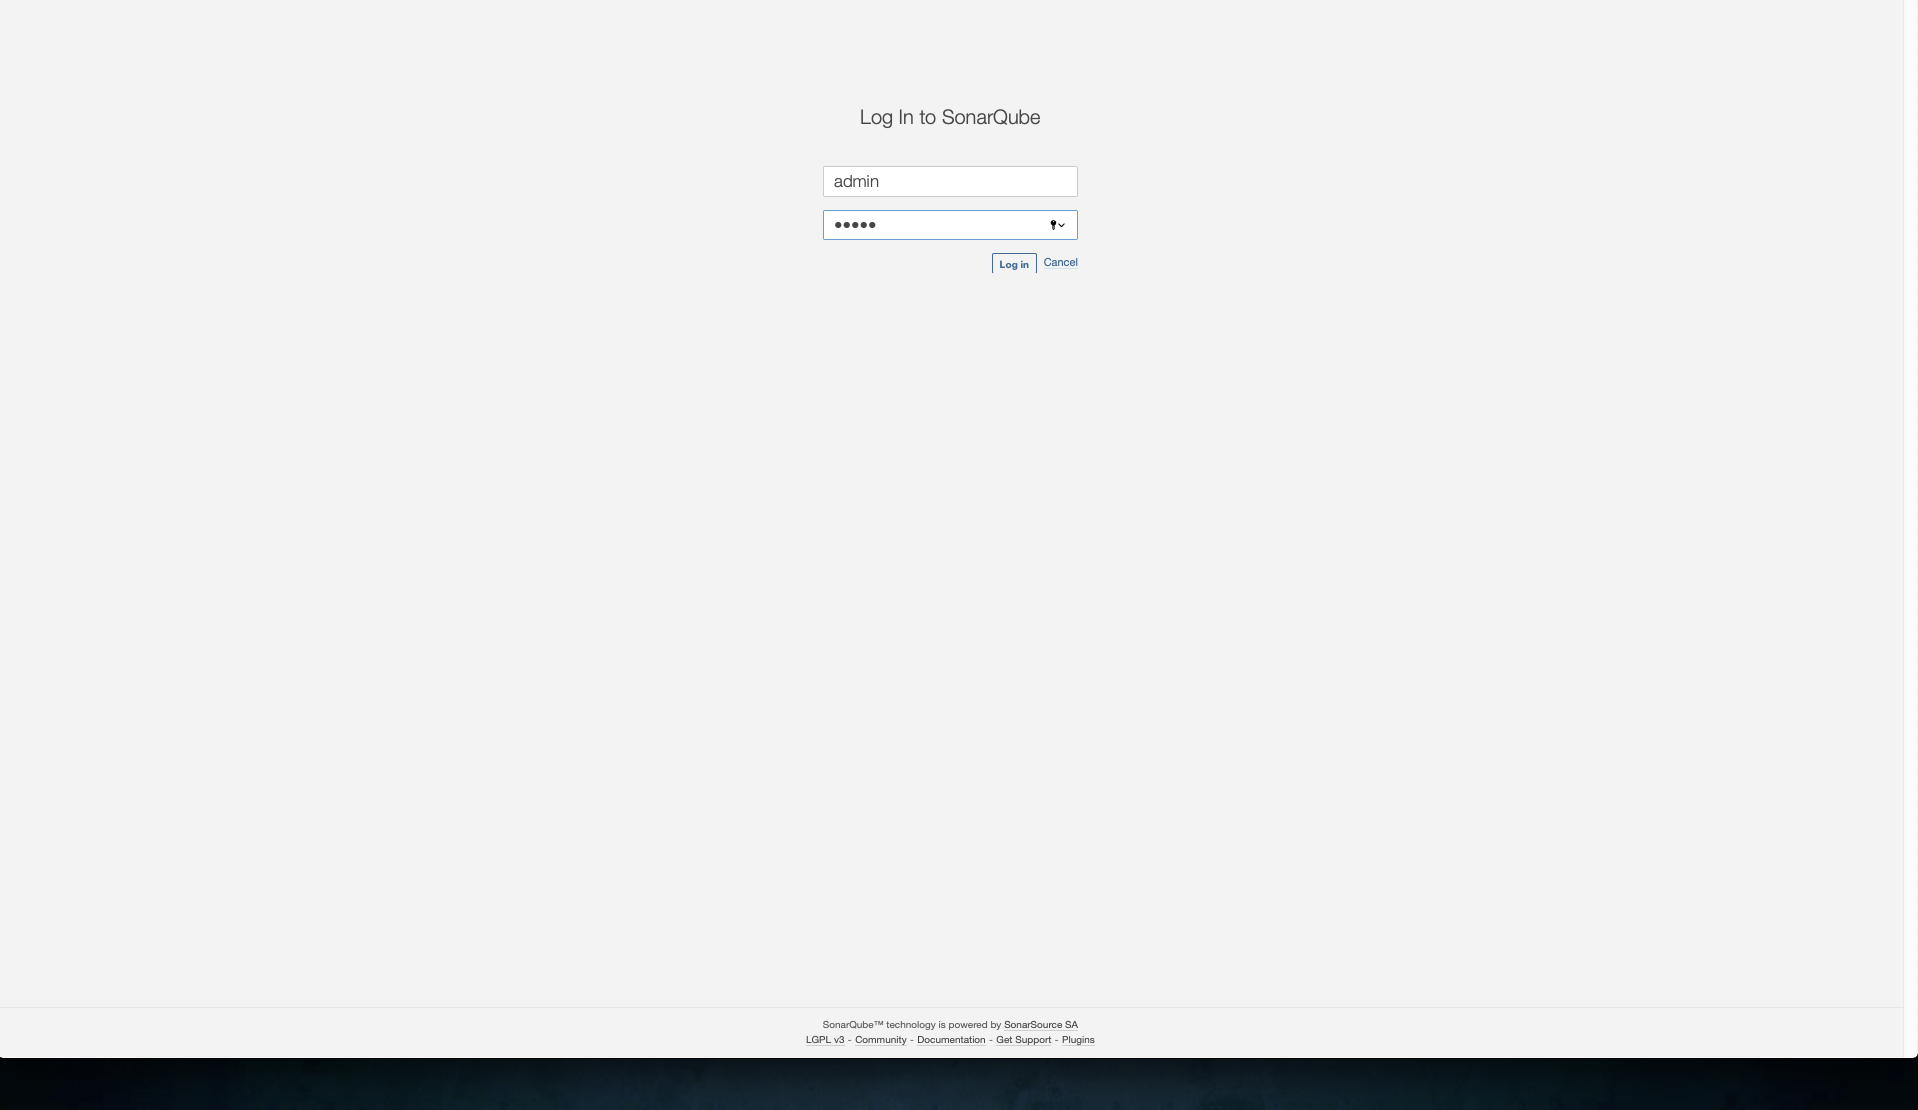 Log In to SonarQube
admin
•••••
Log in Cancel
SonarQube™ technology is powered by SonarSource SA
LGPL v3 - Community - Documentation - Get Support - Plugins